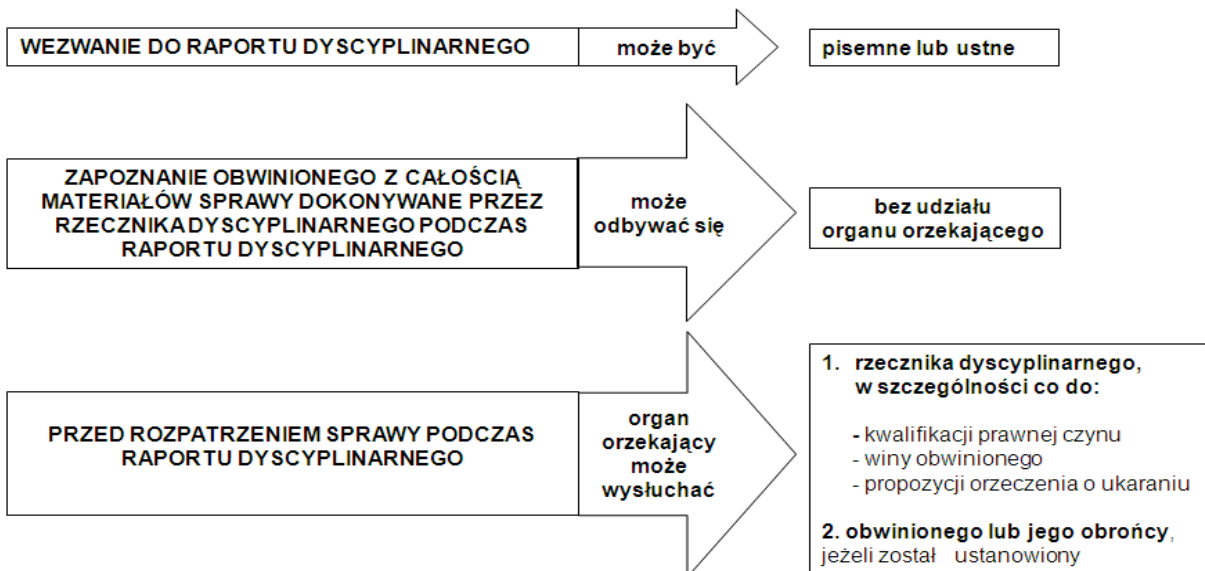 WEZWANIE DO RAPORTU DYSCYPLINARNEGO
może być
pisemne lub ustne
ZAPOZNANIE OBWINIONEGO Z CAŁOŚCIĄ
MATERIAŁÓW SPRAWY DOKONYWANE PRZEZ
RZECZNIKA DYSCYPLINARNEGO PODCZAS
RAPORTU DYSCYPLINARNEGO
może
odbywać się
bez udziału
organu orzekającego
PRZED ROZPATRZENIEM SPRAWY PODCZAS
RAPORTU DYSCYPLINARNEGO
organ
orzekający
może
wysłuchać
1. rzecznika dyscyplinarnego,
w szczególności co do:
- kwalifikacji prawnej czynu
- winy obwinionego
- propozycji orzeczenia o ukaraniu
2. obwinionego lub jego obrońcy,
jeżeli został ustanowiony